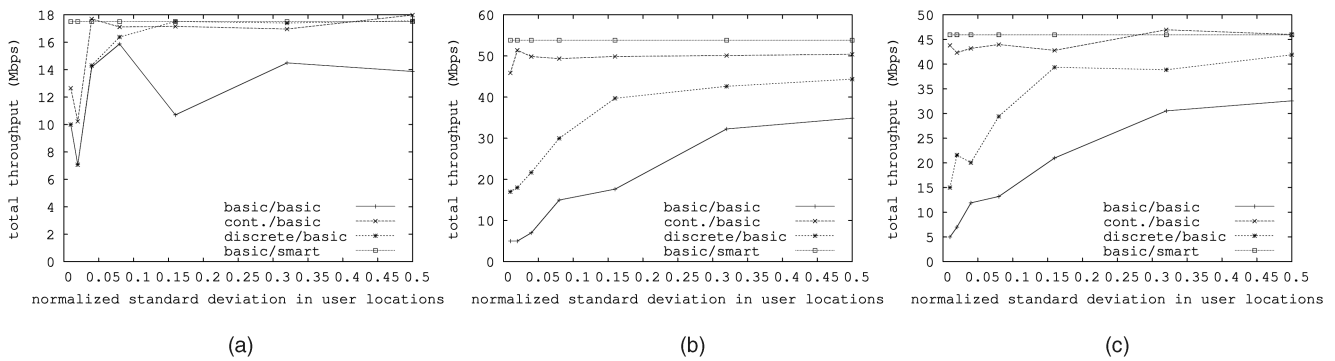 total throughput (Mbps)
18
16
14
12
10
8
6
4
2
0
basic/basic
cont./basic
discrete/basic
basic/smart
0 0.05 0.1 0.15 0.2 0.25 0.3 0.35 0.4 0.45 0.5
normalized standard deviation in user locations
(a)
total throughput (Mbps)
60
50
40
30
20
10
0
basic/basic
cont./basic
discrete/basic
basic/smart
0 0.05 0.1 0.15 0.2 0.25 0.3 0.35 0.4 0.45 0.5
normalized standard deviation in user locations
(b)
total throughput (Mbps)
50
45
40
35
30
25
20
15
10
5
0
basic/basic
cont./basic
discrete/basic
basic/smart
0 0.05 0.1 0.15 0.2 0.25 0.3 0.35 0.4 0.45 0.5
normalized standard deviation in user locations
(c)